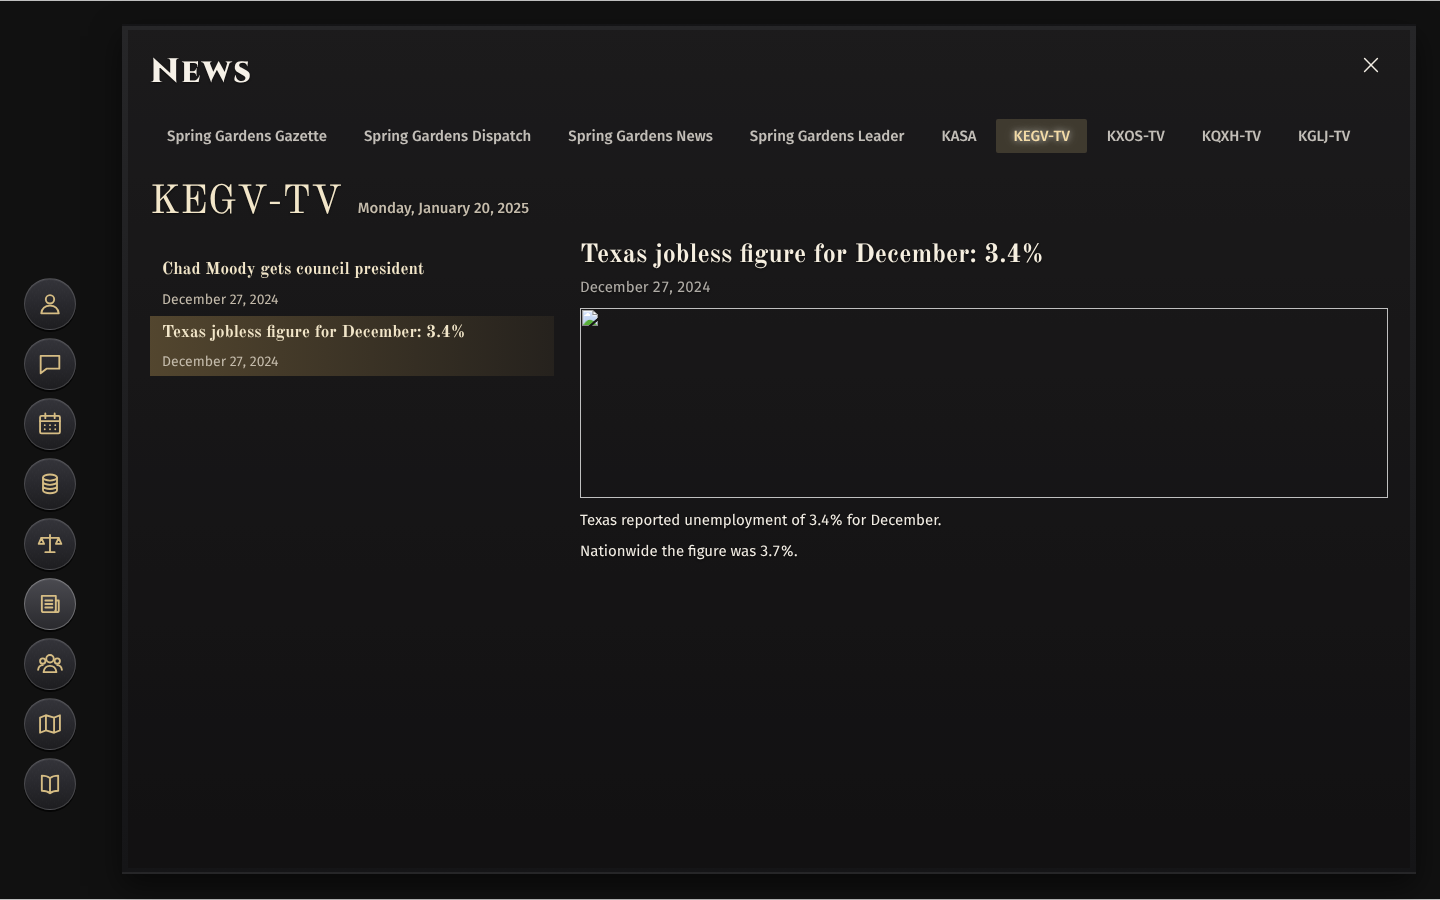 News
Spring Gardens Gazette Spring Gardens Dispatch Spring Gardens News Spring Gardens Leader KASA KEGV-TV KXOS-TV KQXH-TV KGLJ-TV
KEGV-TV Monday, January 20, 2025
Chad Moody gets council president
December 27, 2024
Texas jobless figure for December: 3.4%
December 27, 2024
Texas jobless figure for December: 3.4%
December 27, 2024
Texas reported unemployment of 3.4% for December.
Nationwide the figure was 3.7%.